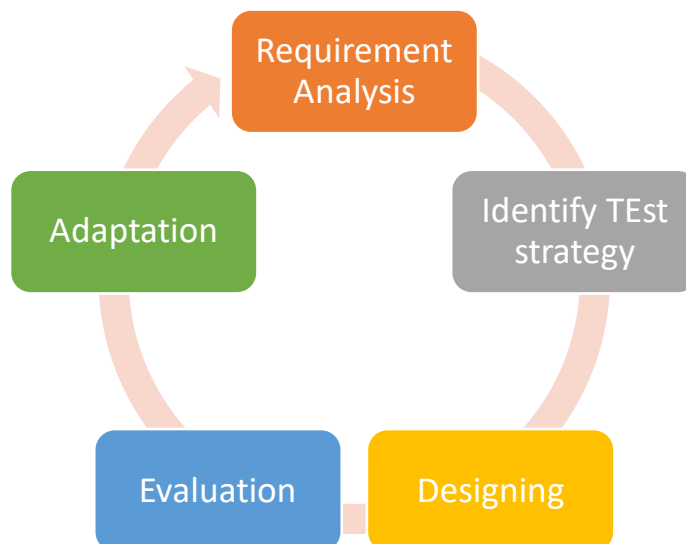 Requirement
Analysis
Identify TEst
strategy
Designing
Evaluation
Adaptation